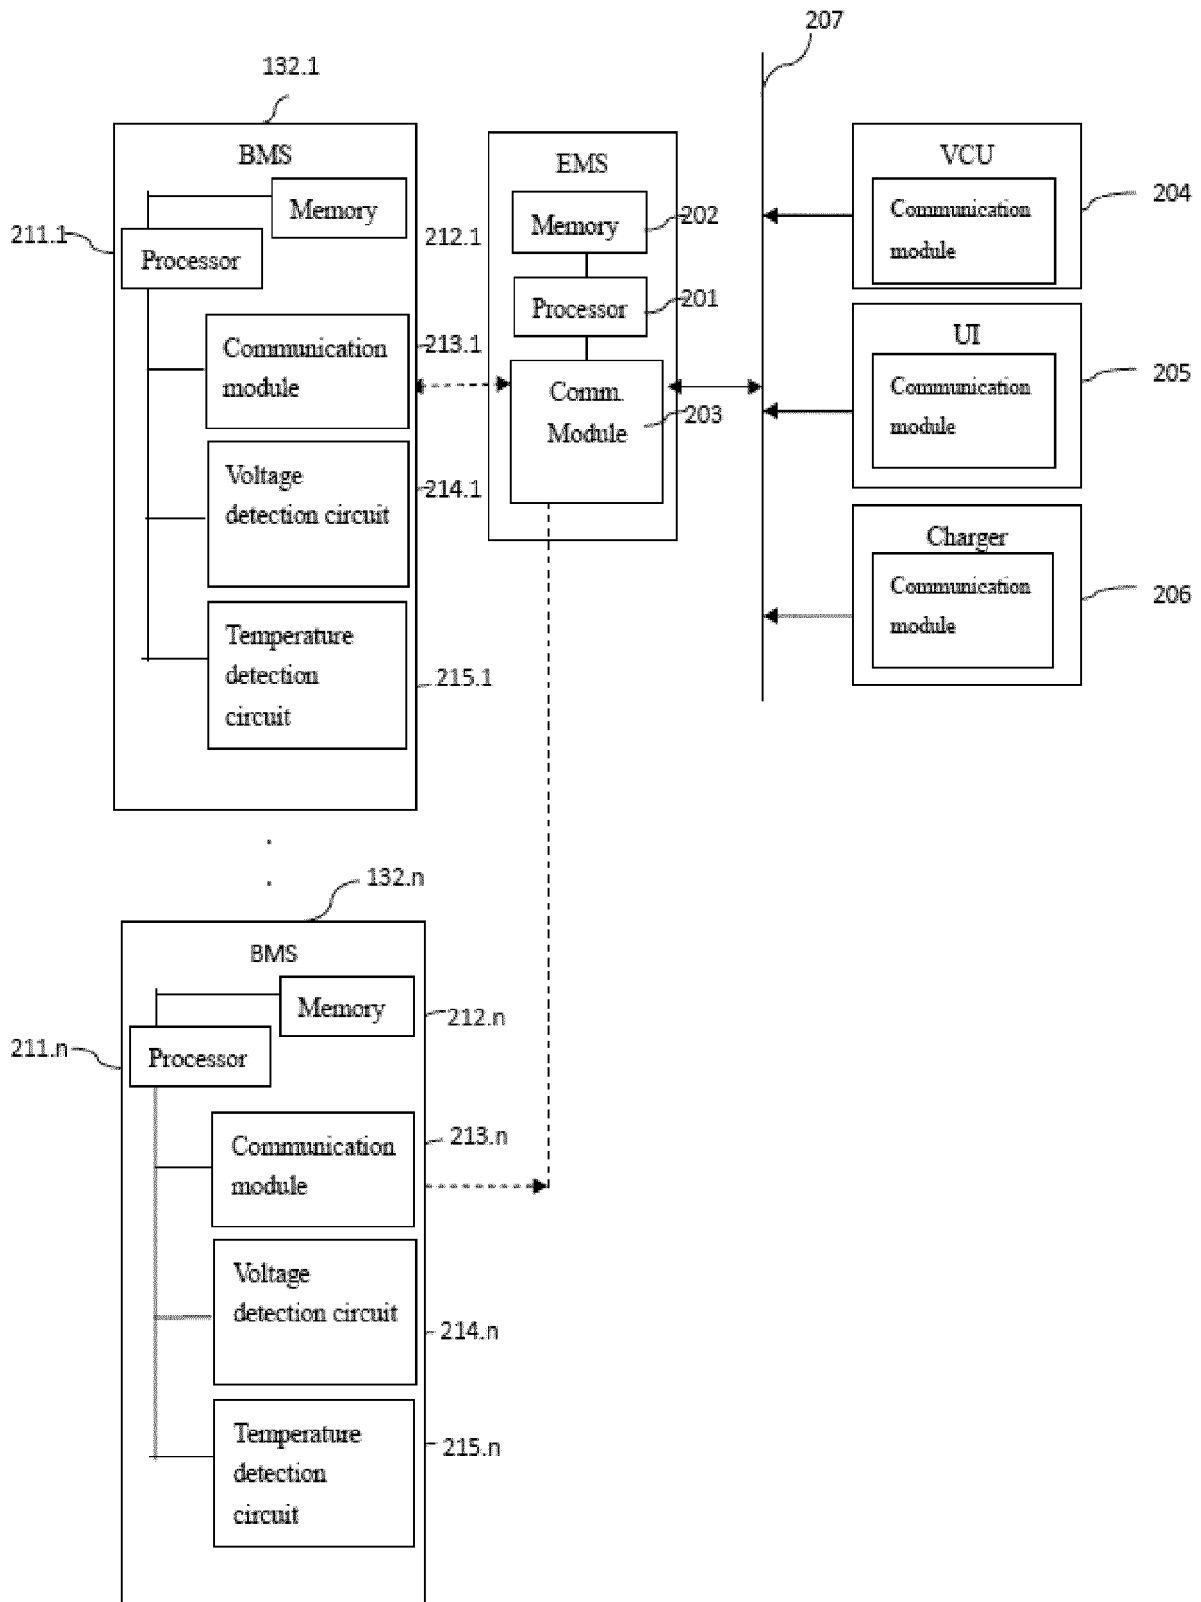 207
132.1
BMS
Memory
211.1
Processor
212.1
Communication
module
213.1
Voltage
detection circuit
214.1
Temperature
detection
circuit
215.1
EMS
Memory
202
Processor
201
Comm.
Module
203
VCU
Communication
module
204
UI
Communication
module
205
Charger
Communication
module
206
.
.
132.n
BMS
Memory
212.n
211.n
Processor
Communication
module
213.n
Voltage
detection circuit
214.n
Temperature
detection
circuit
215.n